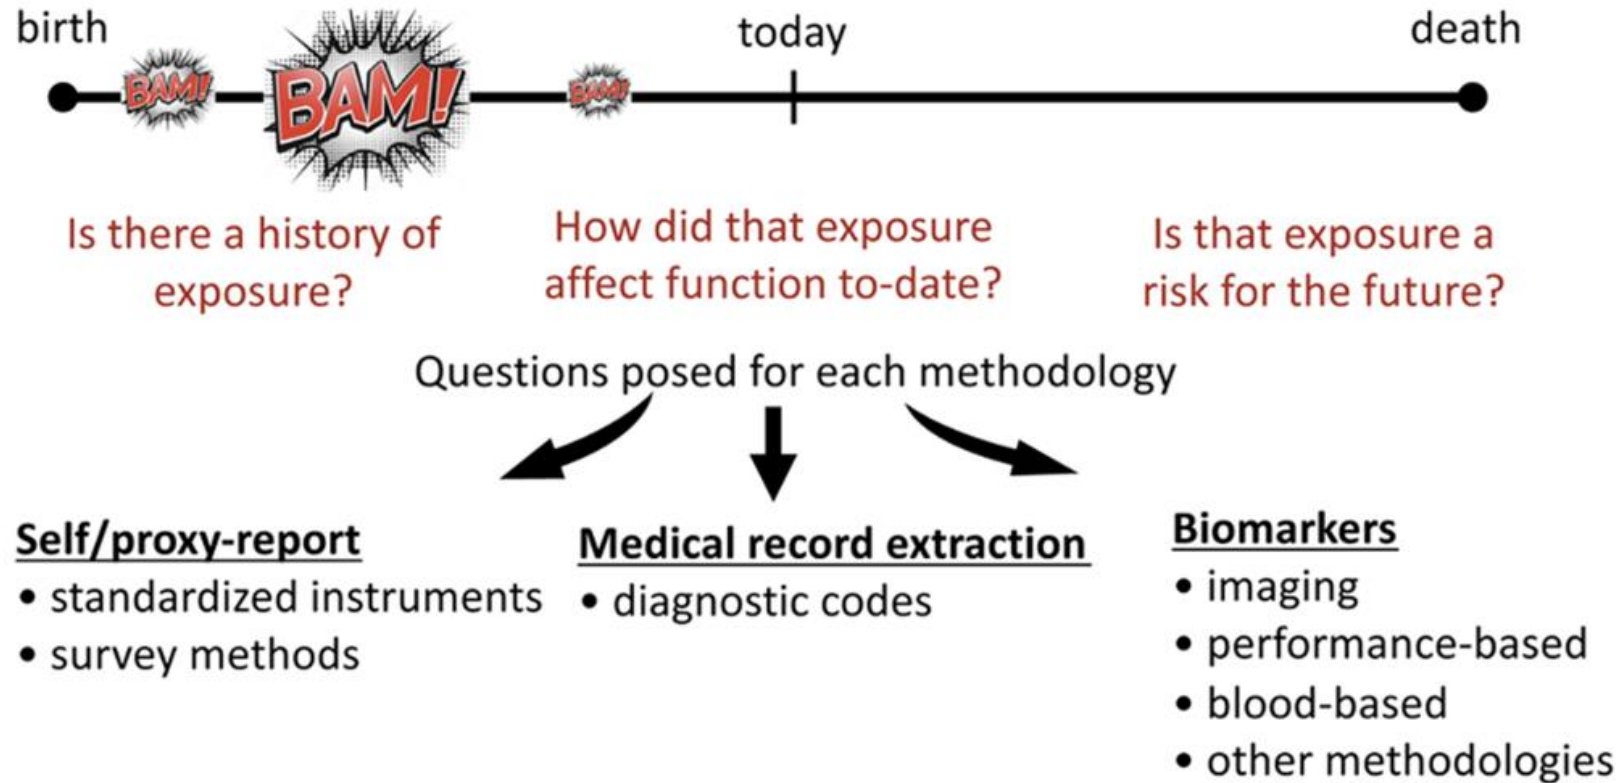 birth
today
death
BAM!
BAM!
BAM!
Is there a history of
exposure?
How did that exposure
affect function to-date?
Is that exposure a
risk for the future?
Questions posed for each methodology
Self/proxy-report
• standardized instruments
• survey methods
Medical record extraction
• diagnostic codes
Biomarkers
• imaging
• performance-based
• blood-based
• other methodologies